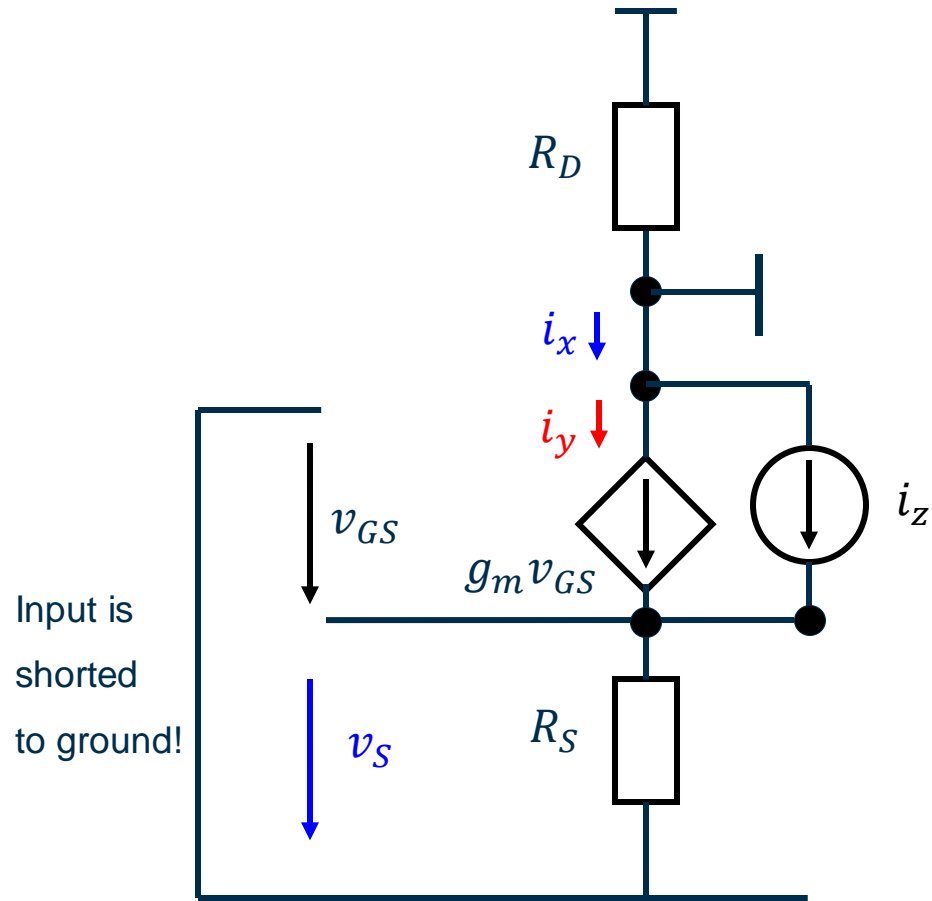 R_D
i_x
i_y
v_GS
i_z
g_m v_GS
Input is
shorted
to ground!
v_S
R_S